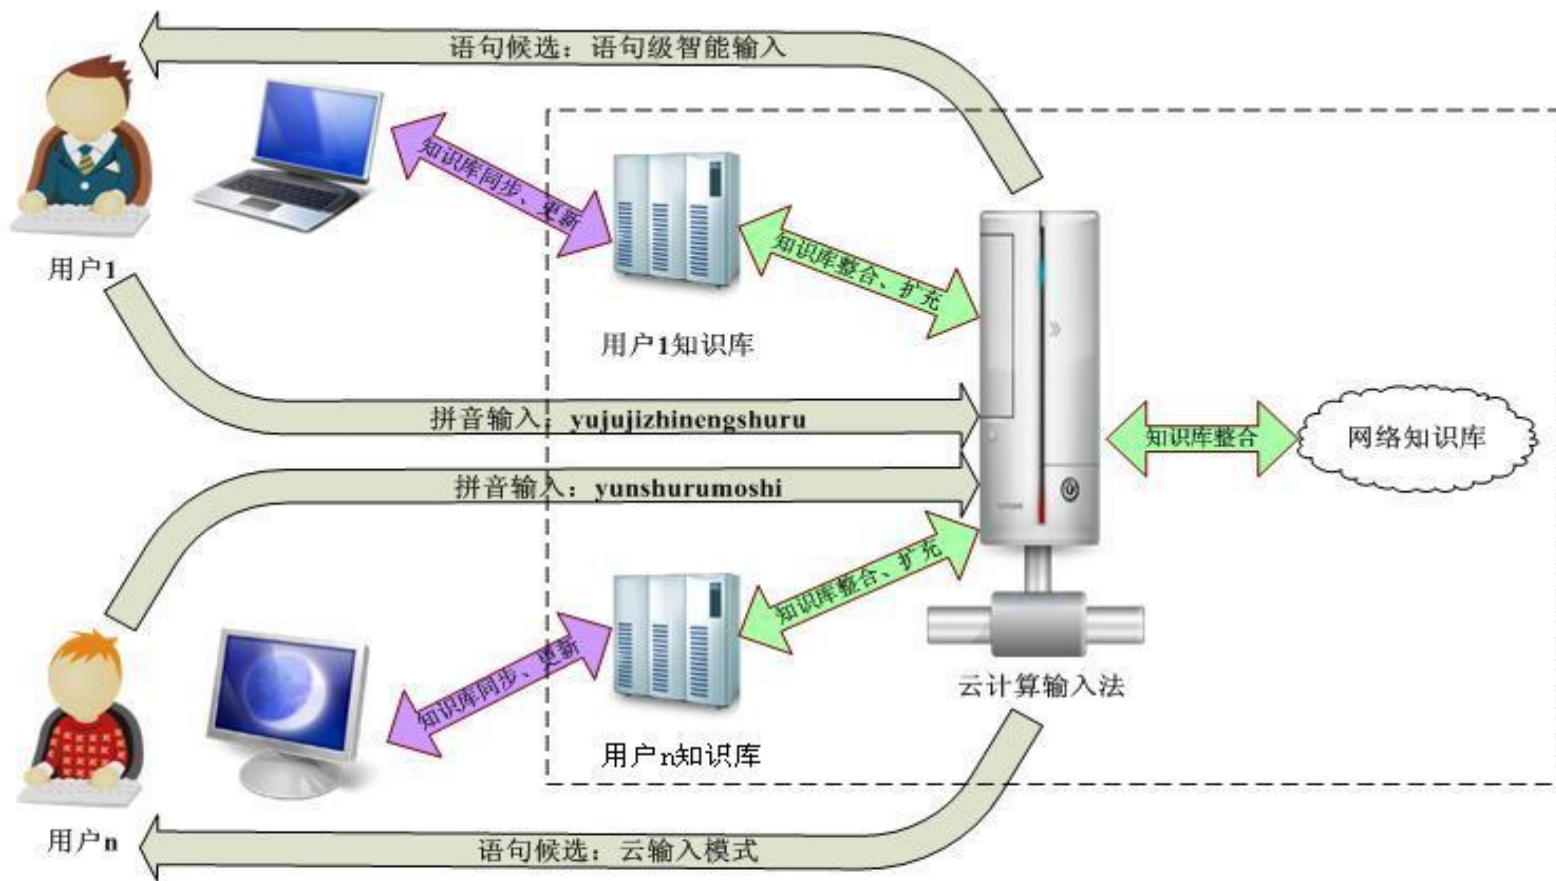 语句候选：语句级智能输入
知识库同步、更新
用户1
知识库整合、扩充
用户1知识库
拼音输入：yujujizhinengshuru
知识库整合
网络知识库
拼音输入：yunshurumoshi
知识库整合、扩充
知识库同步、更新
云计算输入法
用户n知识库
用户n
语句候选：云输入模式